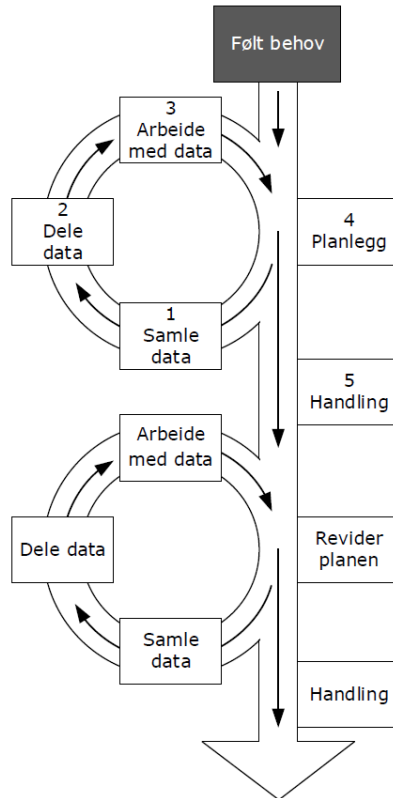 Følt behov
3
Arbeide
med data
2
Dele
data
1
Samle
data
4
Planlegg
5
Handling
Arbeide
med data
Dele data
Samle
data
Revider
planen
Handling